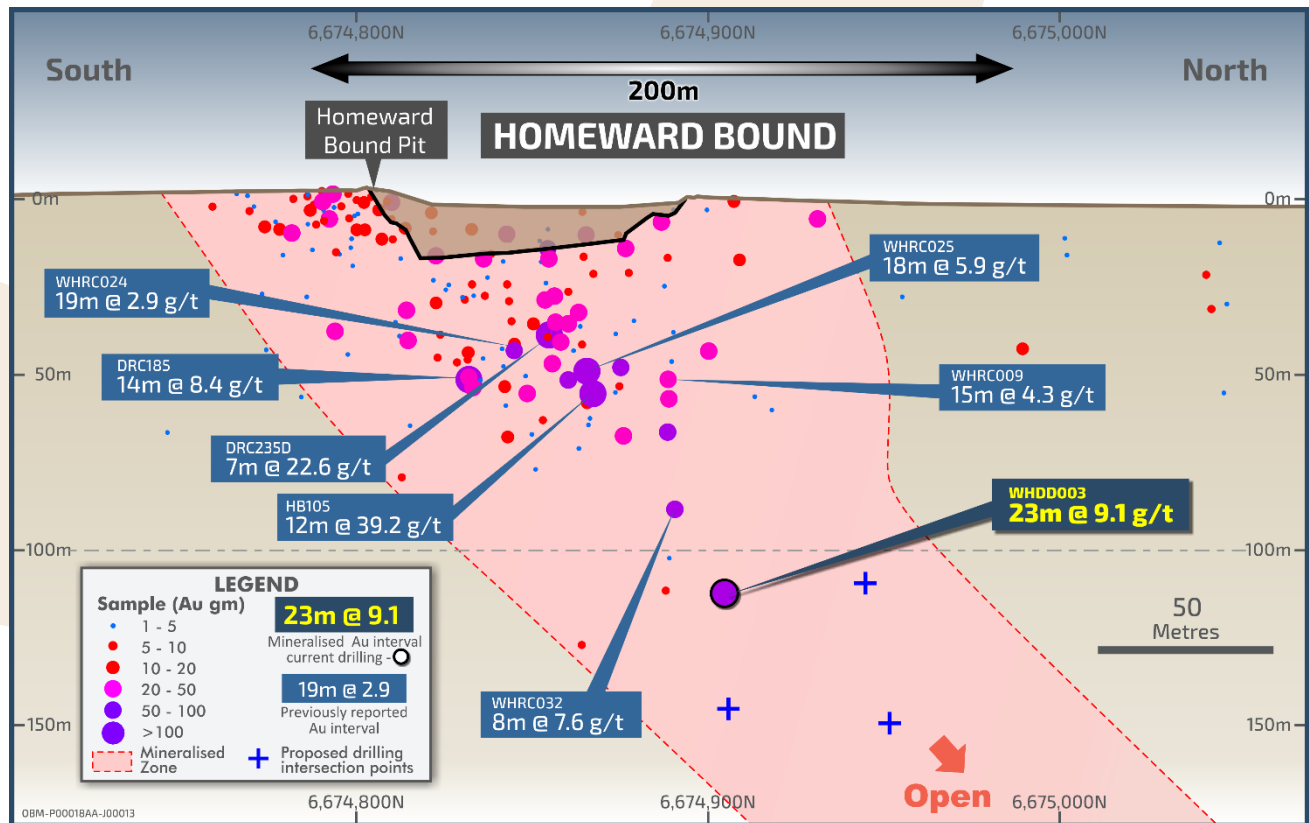 6,674,800N
6,674,900N
6,675,000N
South
North
200m
Homeward
Bound Pit
HOMEWARD BOUND
0m
0m
WHRC025
18m @ 5.9 g/t
WHRC024
19m @ 2.9 g/t
DRC185
14m @ 8.4 g/t
50m
50m
WHRC009
15m @ 4.3 g/t
DRC235D
7m @ 22.6 g/t
HB105
12m @ 39.2 g/t
WHDD003
23m @ 9.1 g/t
100m
100m
LEGEND
Sample (Au gm)
1 - 5
5 - 10
10 - 20
20 - 50
50 - 100
>100
Mineralised
Zone
23m @ 9.1
Mineralised Au interval
current drilling -
19m @ 2.9
Previously reported
Au interval
Proposed drilling
intersection points
50
Metres
WHRC032
8m @ 7.6 g/t
150m
150m
Open
6,674,800N
6,674,900N
6,675,000N
OBM-P00018AA-J00013